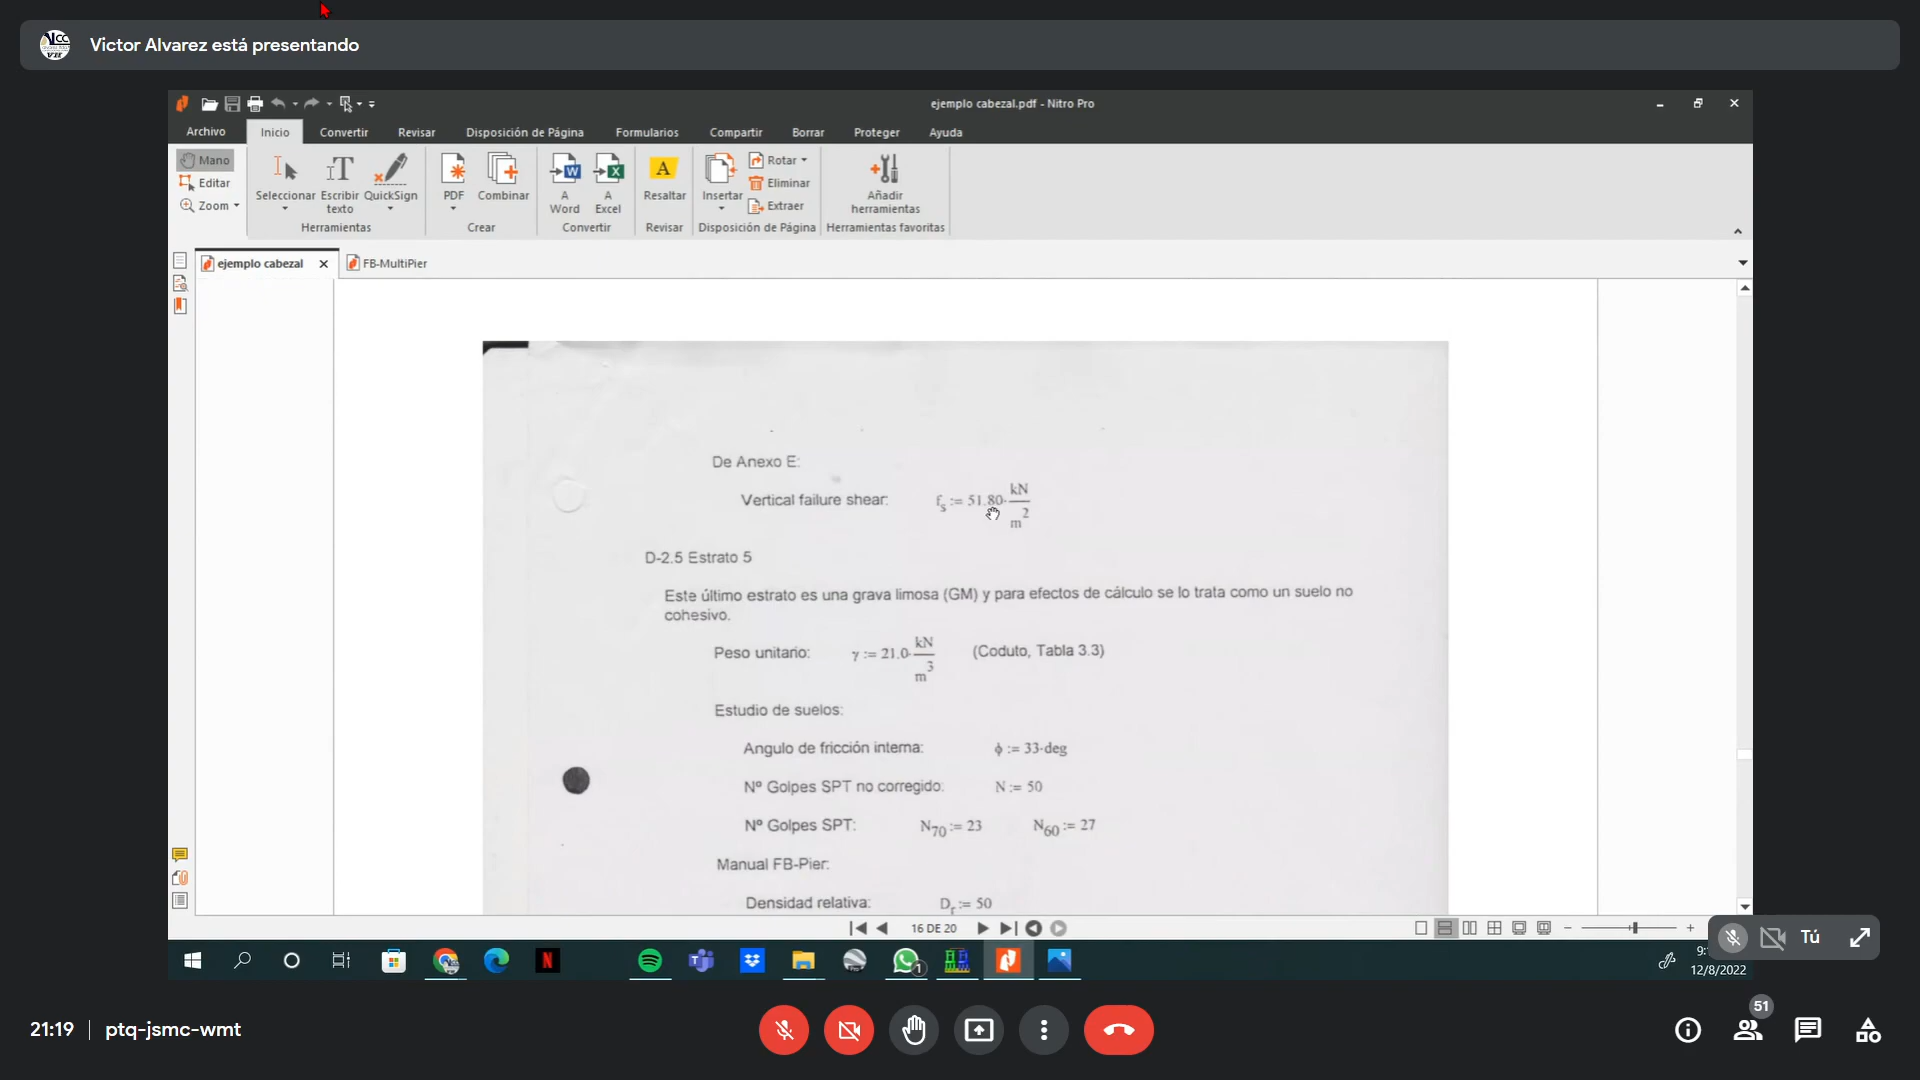 Victor Alvarez está presentando
ejemplo cabezal.pdf - Nitro Pro
Archivo Inicio Convertir Revisar Disposición de Página Formularios Compartir Borrar Proteger Ayuda
Mano
Editar
Zoom
Seleccionar
Escribir texto
QuickSign
Herramientas
PDF
Combinar
Crear
A Word
A Excel
Convertir
Resaltar
Revisar
Insertar
Rotar
Eliminar
Extraer
Disposición de Página
Añadir herramientas
Herramientas favoritas
ejemplo cabezal FB-MultiPier
De Anexo E:
Vertical failure shear: f_s := 51.80· kN/m^2
D-2.5 Estrato 5
Este último estrato es una grava limosa (GM) y para efectos de cálculo se lo trata como un suelo no
cohesivo.
Peso unitario: γ := 21.0· kN/m^3 (Coduto, Tabla 3.3)
Estudio de suelos:
Angulo de fricción interna: ϕ := 33·deg
Nº Golpes SPT no corregido: N := 50
Nº Golpes SPT: N_70 := 23 N_60 := 27
Manual FB-Pier:
Densidad relativa: D_r := 50
16 DE 20
Tú
12/8/2022
21:19 ptq-jsmc-wmt
51